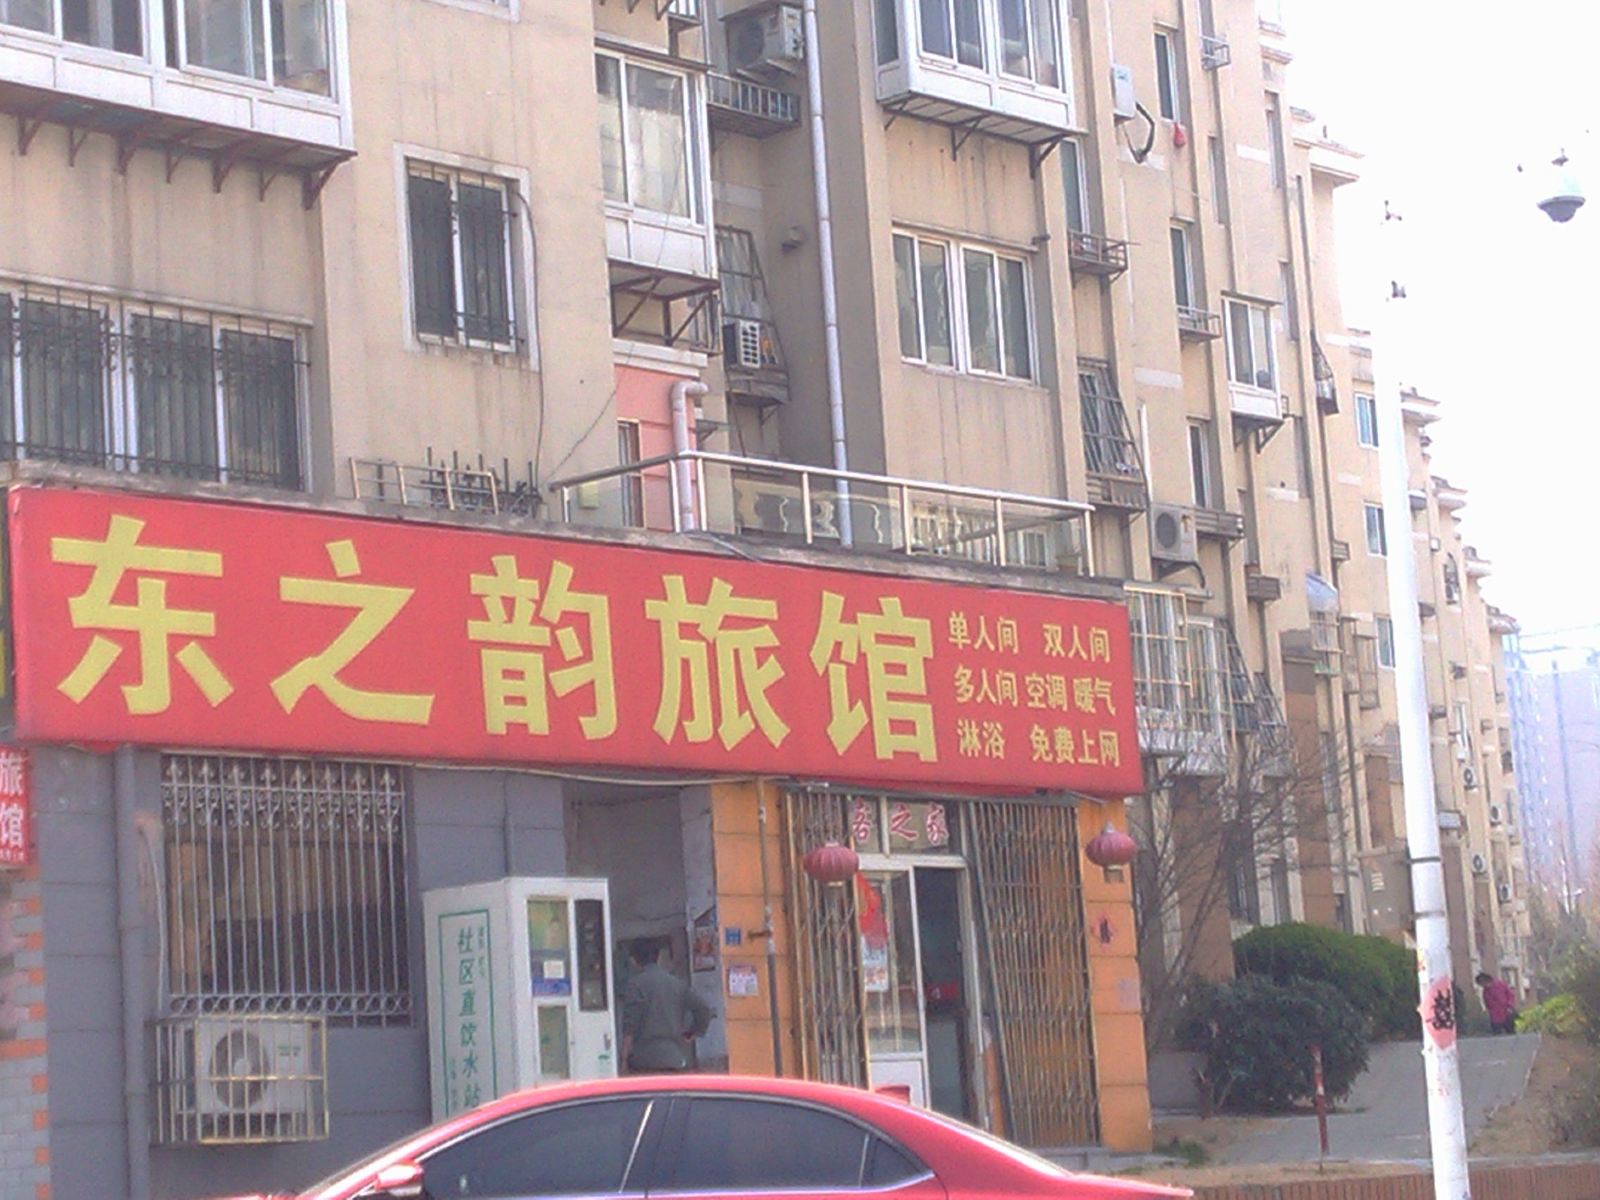 东之韵旅馆
单人间 双人间
多人间 空调 暖气
淋浴 免费上网
旅馆
客之家
社区直饮水站